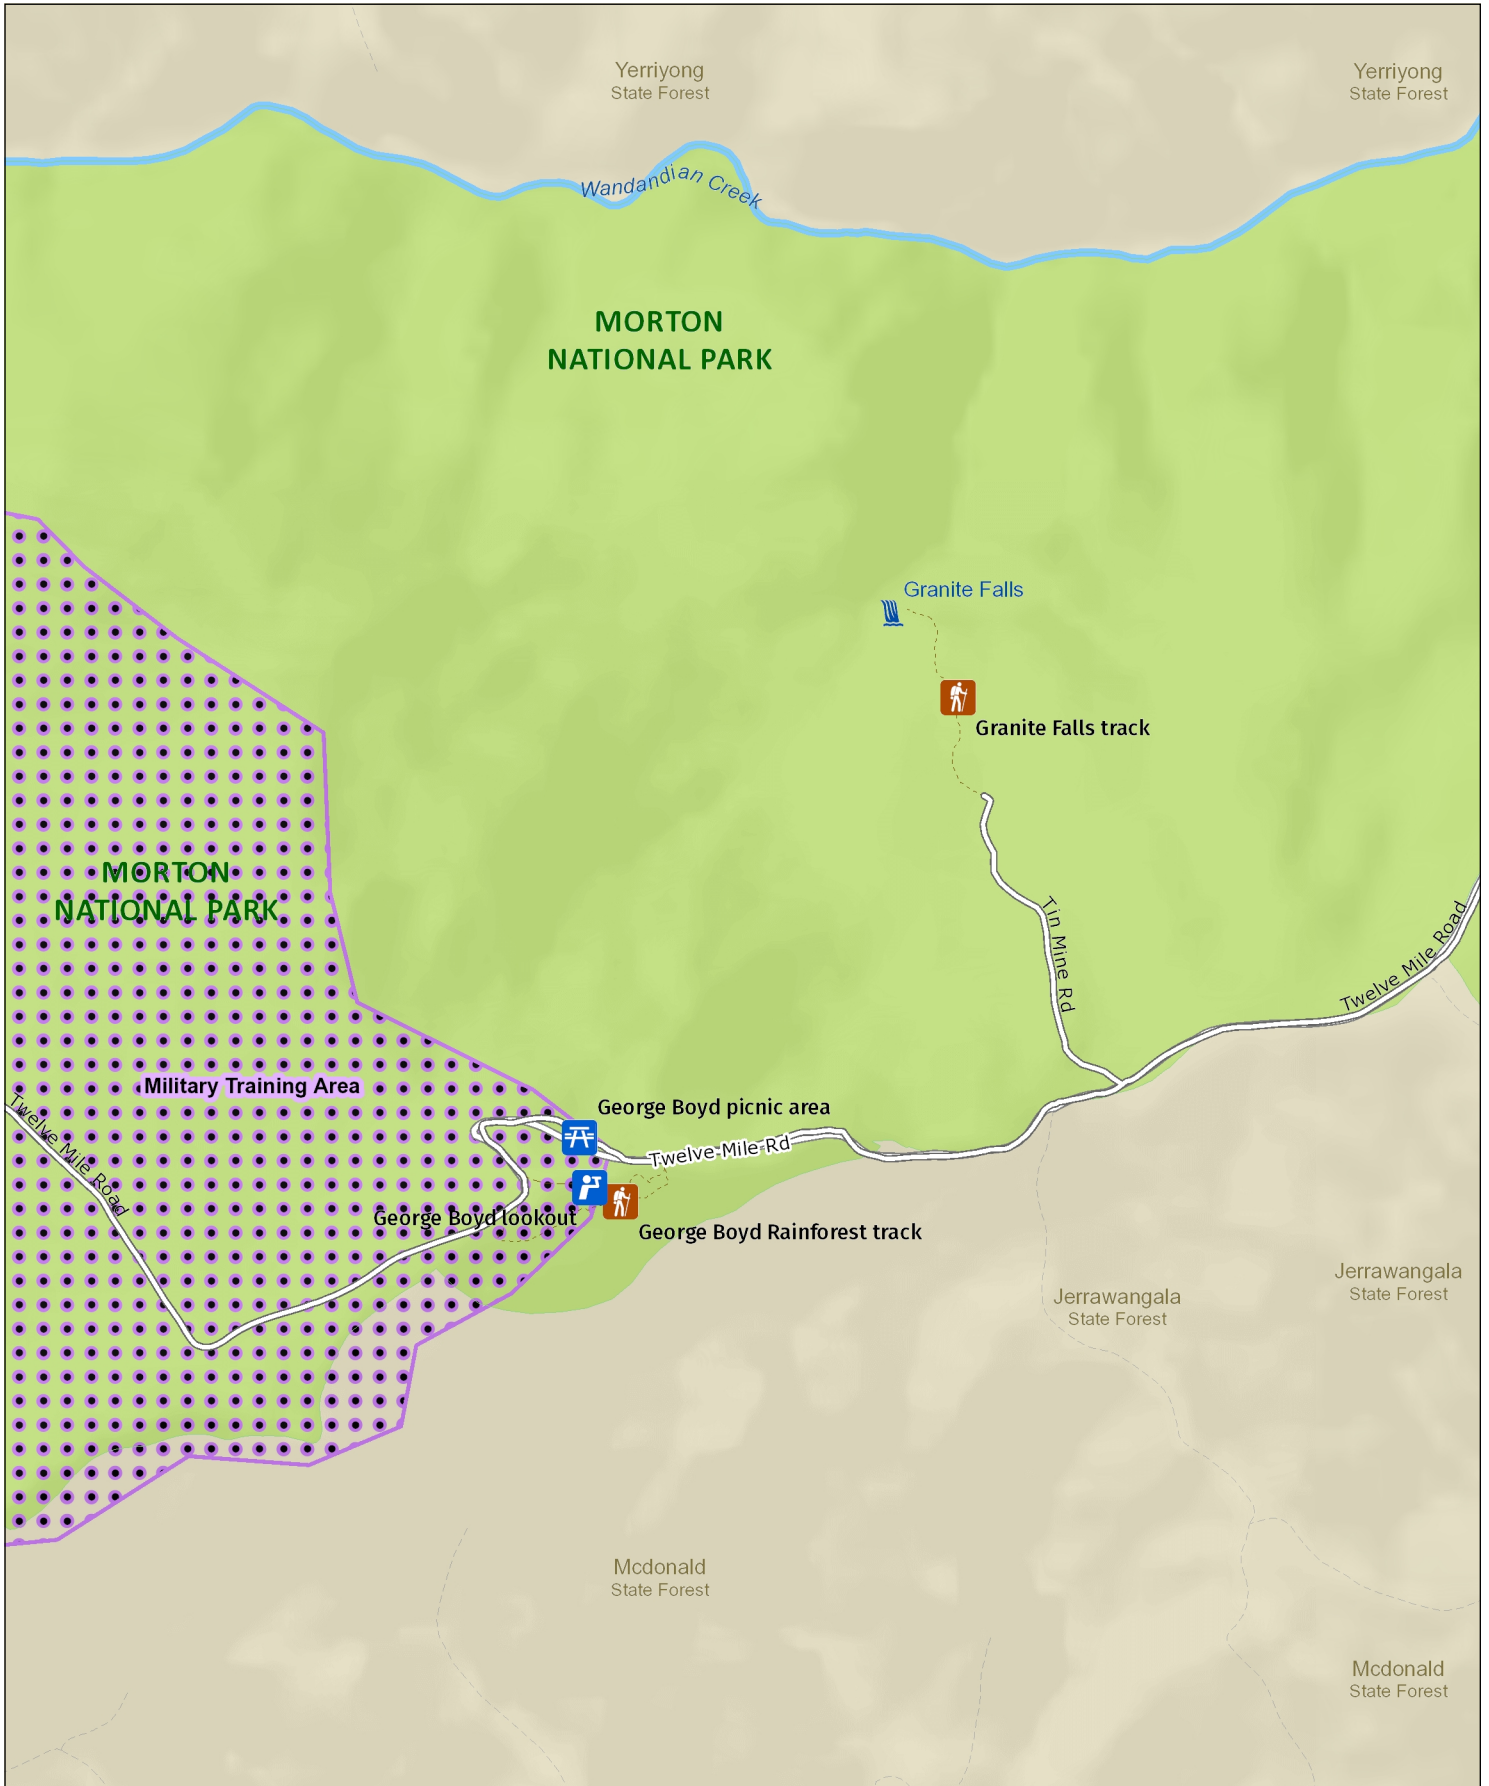 Yerriyong
State Forest
Yerriyong
State Forest
Wandandian Creek
MORTON
NATIONAL PARK
Granite Falls
Granite Falls track
MORTON
NATIONAL PARK
Tin Mine Rd
Twelve Mile Road
Military Training Area
Twelve Mile Road
George Boyd picnic area
Twelve Mile Rd
George Boyd lookout
George Boyd Rainforest track
Jerrawangala
State Forest
Jerrawangala
State Forest
Mcdonald
State Forest
Mcdonald
State Forest